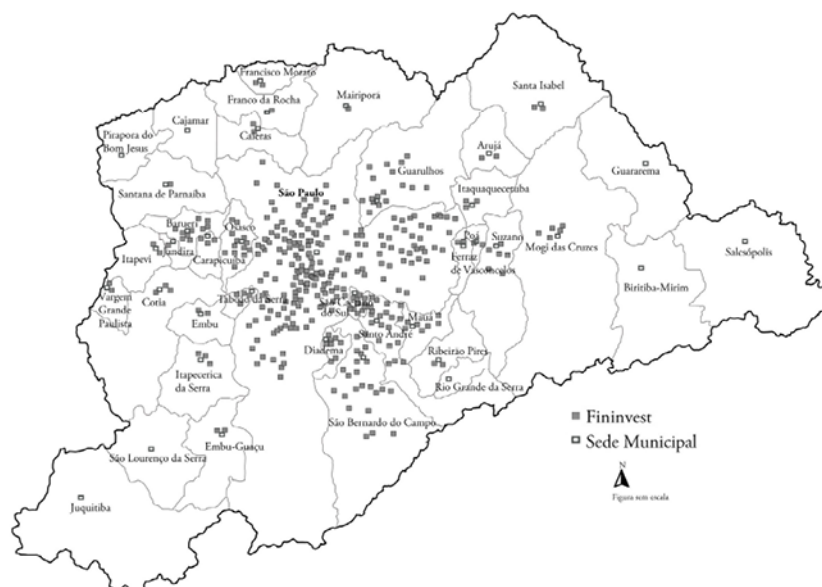 Francisco Morato
Franco da Rocha
Mairiporã
Santa Isabel
Cajamar
Caieras
Pirapora do
Bom Jesus
Arujá
Guarulhos
Guararema
Santana de Parnaíba
São Paulo
Itaquaquecetuba
Barueri
Osasco
Poá
Suzano
Mogi das Cruzes
Salesópolis
Itapevi
Jandira
Carapicuíba
Ferraz
de Vasconcelos
Biritiba-Mirim
Vargem
Grande
Paulista
Cotia
Taboão da Serra
São Caetano
do Sul
Mauá
Embu
Santo André
Diadema
Ribeirão Pires
Itapecerica
da Serra
Rio Grande da Serra
São Bernardo do Campo
Embu-Guaçu
São Lourenço da Serra
Juquitiba
Fininvest
Sede Municipal
N
Figura sem escala